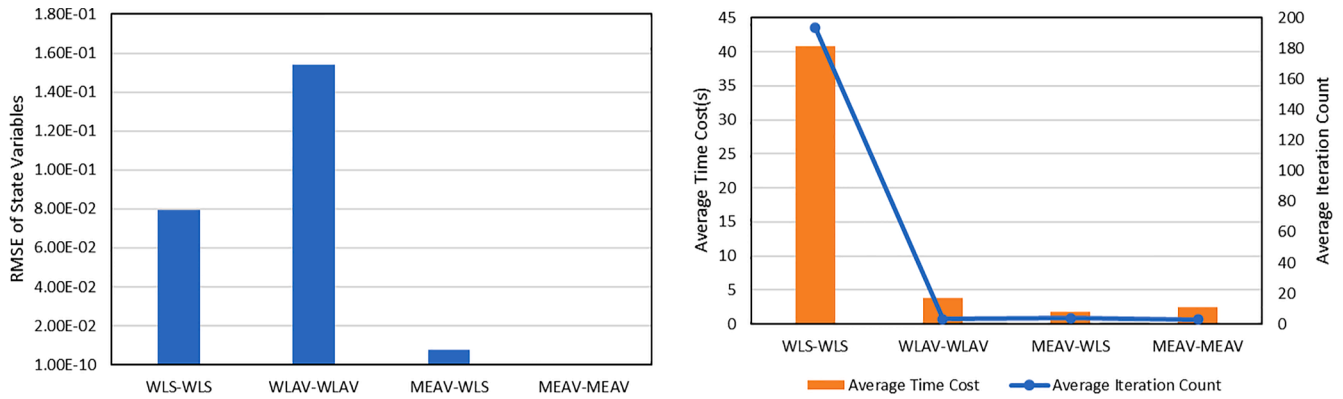 RMSE of State Variables
1.80E-01
1.60E-01
1.40E-01
1.20E-01
1.00E-01
8.00E-02
6.00E-02
4.00E-02
2.00E-02
1.00E-10
WLS-WLS WLAV-WLAV MEAV-WLS MEAV-MEAV
Average Time Cost(s)
45
40
35
30
25
20
15
10
5
0
200
180
160
140
120
100
80
60
40
20
0
Average Iteration Count
WLS-WLS WLAV-WLAV MEAV-WLS MEAV-MEAV
Average Time Cost Average Iteration Count